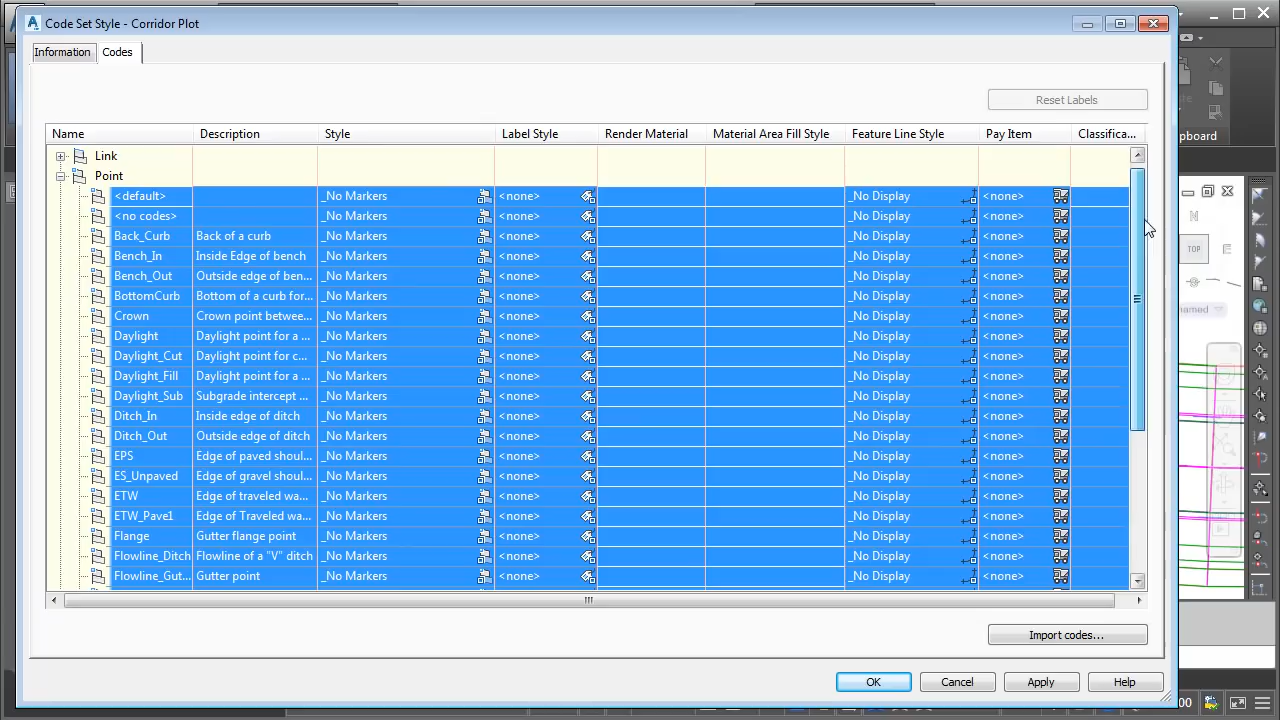 Code Set Style - Corridor Plot
Information Codes
Reset Labels
Name Description Style Label Style Render Material Material Area Fill Style Feature Line Style Pay Item Classifica...
Link
Point
<default> _No Markers <none> _No Display <none>
<no codes> _No Markers <none> _No Display <none>
Back_Curb Back of a curb _No Markers <none> _No Display <none>
Bench_In Inside Edge of bench _No Markers <none> _No Display <none>
Bench_Out Outside edge of ben... _No Markers <none> _No Display <none>
BottomCurb Bottom of a curb for... _No Markers <none> _No Display <none>
Crown Crown point betwee... _No Markers <none> _No Display <none>
Daylight Daylight point for a ... _No Markers <none> _No Display <none>
Daylight_Cut Daylight point for c... _No Markers <none> _No Display <none>
Daylight_Fill Daylight point for a ... _No Markers <none> _No Display <none>
Daylight_Sub Subgrade intercept ... _No Markers <none> _No Display <none>
Ditch_In Inside edge of ditch _No Markers <none> _No Display <none>
Ditch_Out Outside edge of ditch _No Markers <none> _No Display <none>
EPS Edge of paved shoul... _No Markers <none> _No Display <none>
ES_Unpaved Edge of gravel shoul... _No Markers <none> _No Display <none>
ETW Edge of traveled wa... _No Markers <none> _No Display <none>
ETW_Pave1 Edge of Traveled wa... _No Markers <none> _No Display <none>
Flange Gutter flange point _No Markers <none> _No Display <none>
Flowline_Ditch Flowline of a "V" ditch _No Markers <none> _No Display <none>
Flowline_Gut... Gutter point _No Markers <none> _No Display <none>
Import codes...
OK Cancel Apply Help
pboard
N
TOP E
named
00